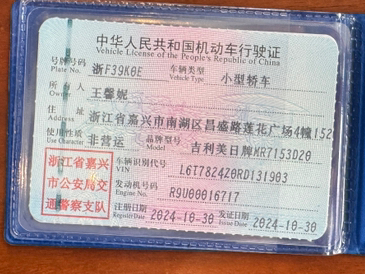 中华人民共和国机动车行驶证
Vehicle License of the People's Republic of China
号牌号码 浙F39K0E 车辆类型 小型轿车
Plate No. Vehicle Type
所有人 王馨妮
Owner
住址 浙江省嘉兴市南湖区昌盛路莲花广场4幢152
Address
使用性质 非营运 品牌型号 吉利美日牌MR7153D20
Use Character Model
浙江省嘉兴 车辆识别代号 L6T7824Z0RD131903
VIN
市公安局交 发动机号码 R9U00016717
Engine No.
通警察支队 注册日期 2024-10-30 发证日期 2024-10-30
Register Date Issue Date